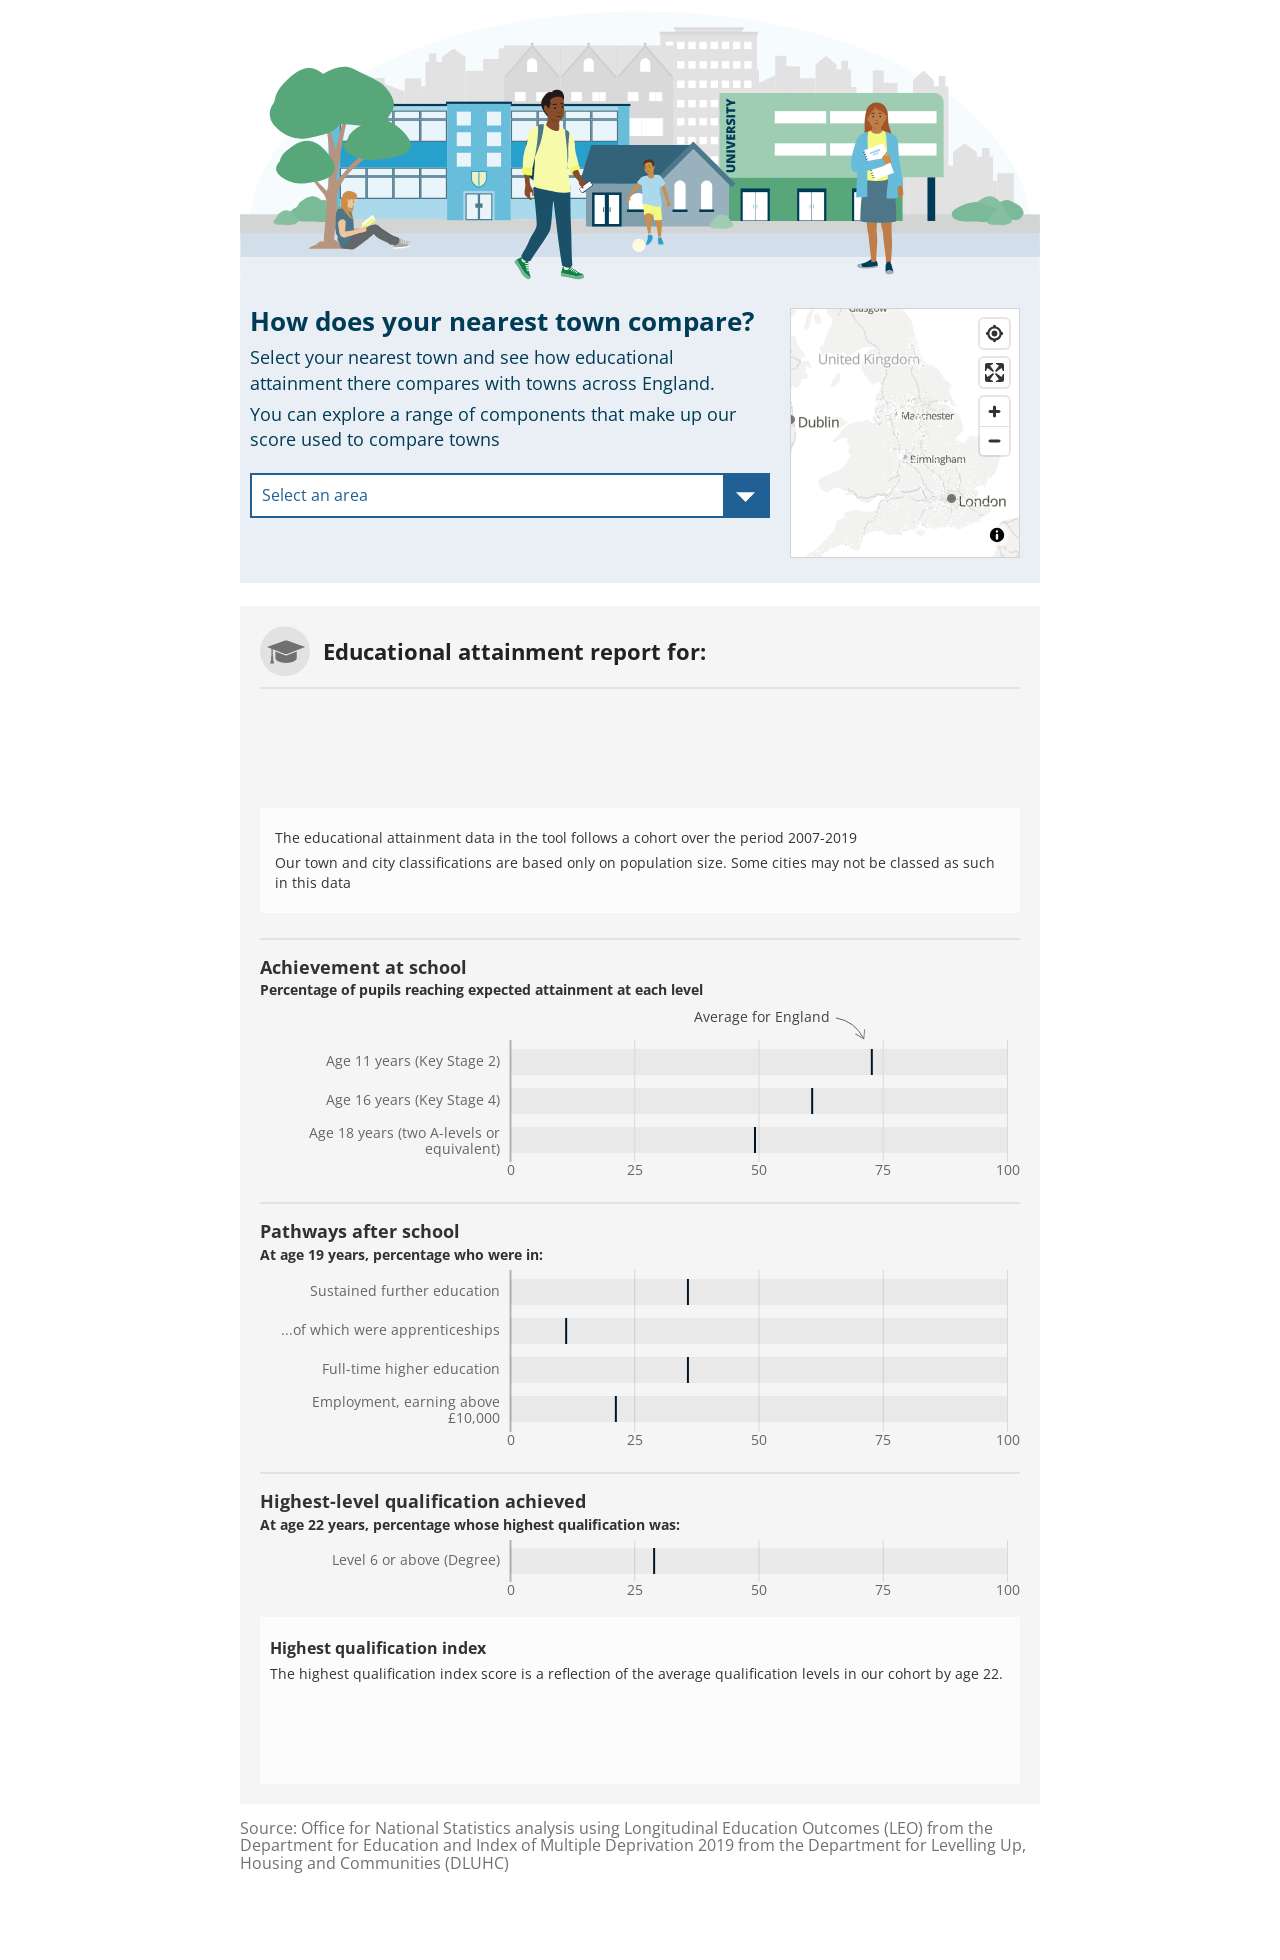 UNIVERSITY
How does your nearest town compare?
Select your nearest town and see how educational
attainment there compares with towns across England.
You can explore a range of components that make up our
score used to compare towns
Select an area
Glasgow
United Kingdom
Manchester
Dublin
Birmingham
London
Educational attainment report for:
The educational attainment data in the tool follows a cohort over the period 2007-2019
Our town and city classifications are based only on population size. Some cities may not be classed as such
in this data
Achievement at school
Percentage of pupils reaching expected attainment at each level
Average for England
Age 11 years (Key Stage 2)
Age 16 years (Key Stage 4)
Age 18 years (two A-levels or
equivalent)
0 25 50 75 100
Pathways after school
At age 19 years, percentage who were in:
Sustained further education
...of which were apprenticeships
Full-time higher education
Employment, earning above
£10,000
0 25 50 75 100
Highest-level qualification achieved
At age 22 years, percentage whose highest qualification was:
Level 6 or above (Degree)
0 25 50 75 100
Highest qualification index
The highest qualification index score is a reflection of the average qualification levels in our cohort by age 22.
Source: Office for National Statistics analysis using Longitudinal Education Outcomes (LEO) from the
Department for Education and Index of Multiple Deprivation 2019 from the Department for Levelling Up,
Housing and Communities (DLUHC)